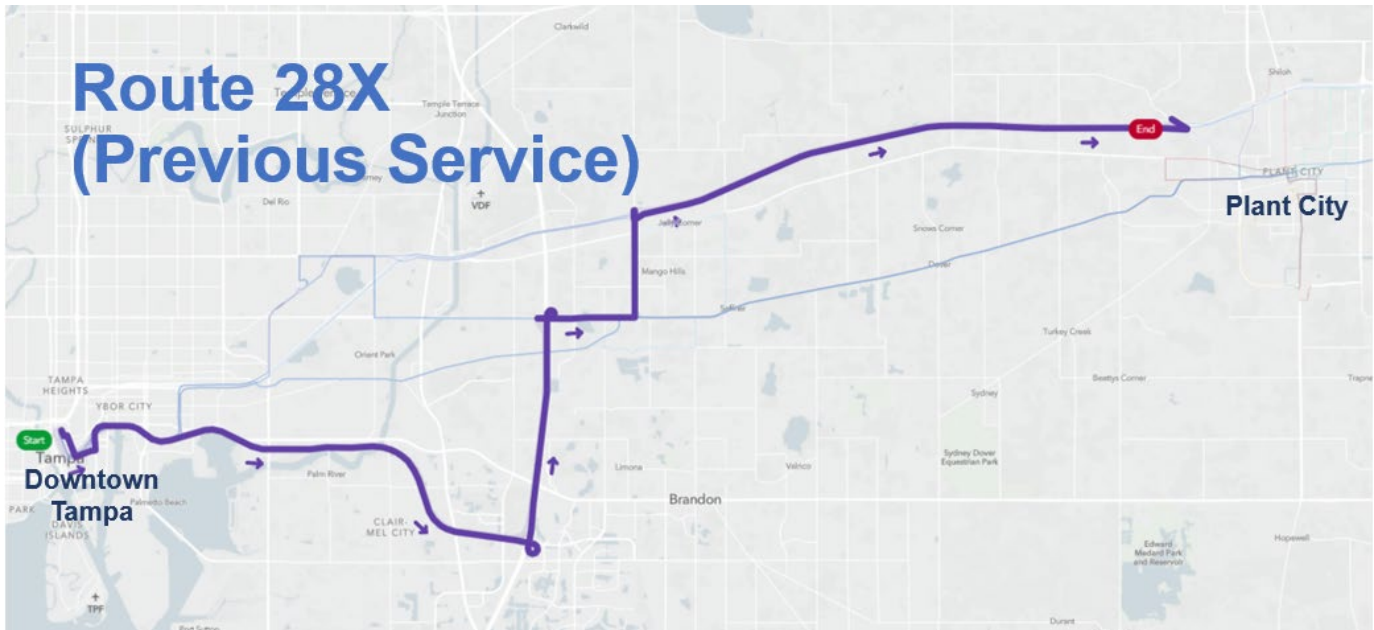 Route 28X
(Previous Service)
Clarkwild
Shiloh
Temple Terrace
Junction
SULPHUR
Del Rio
VDF
PLANT CITY
Plant City
End
Snows Corner
Mango Hills
Dover
Seffner
Turkey Creek
Orient Park
TAMPA
HEIGHTS
YBOR CITY
Beattys Corner
Sydney
Start
Tampa
Downtown
Tampa
Palm River
Limona
Valrico
Sydney Dover
Equestrian Park
Palmetto Beach
Brandon
PARK
DAVIS
ISLANDS
CLAIR-
MEL CITY
Edward
Medard Park
and Reservoir
Hopewell
TPF
Durant